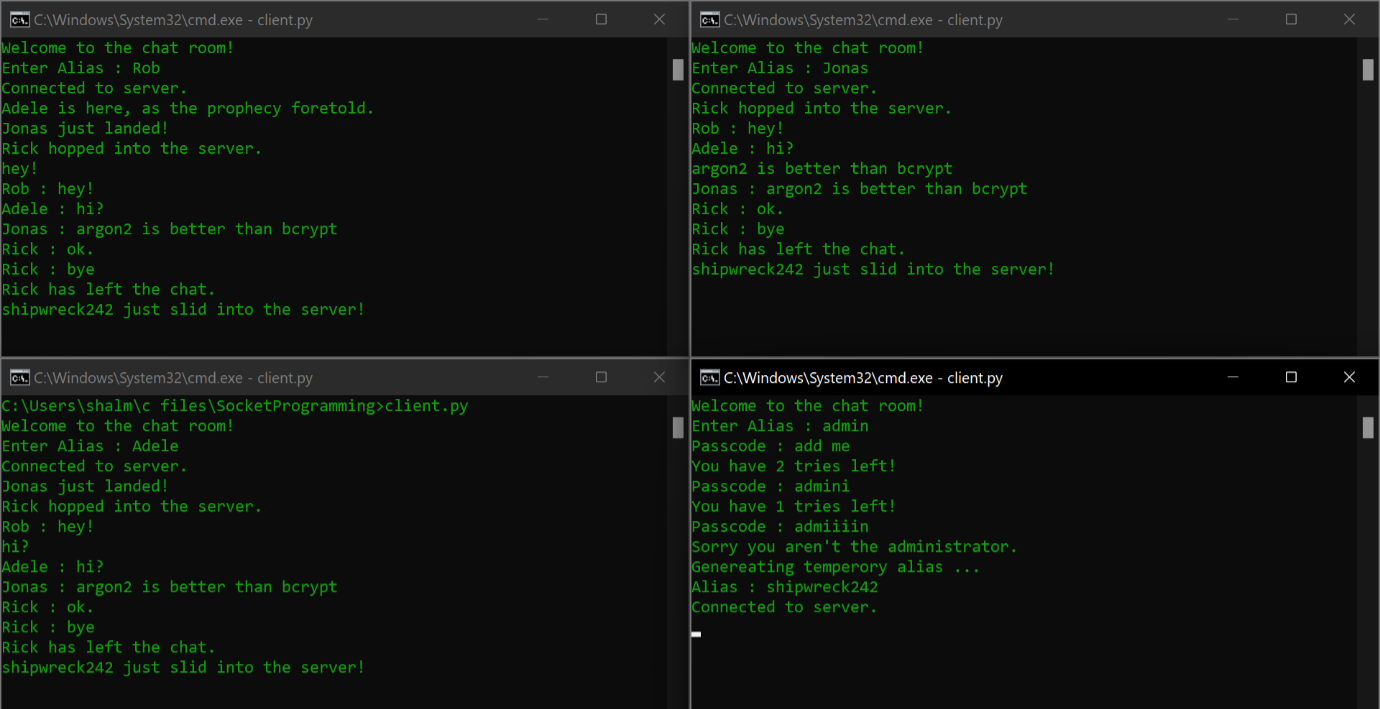 C:\Windows\System32\cmd.exe - client.py
Welcome to the chat room!
Enter Alias : Rob
Connected to server.
Adele is here, as the prophecy foretold.
Jonas just landed!
Rick hopped into the server.
hey!
Rob : hey!
Adele : hi?
Jonas : argon2 is better than bcrypt
Rick : ok.
Rick : bye
Rick has left the chat.
shipwreck242 just slid into the server!
C:\Windows\System32\cmd.exe - client.py
Welcome to the chat room!
Enter Alias : Jonas
Connected to server.
Rick hopped into the server.
Rob : hey!
Adele : hi?
argon2 is better than bcrypt
Jonas : argon2 is better than bcrypt
Rick : ok.
Rick : bye
Rick has left the chat.
shipwreck242 just slid into the server!
C:\Windows\System32\cmd.exe - client.py
C:\Users\shalm\c files\SocketProgramming>client.py
Welcome to the chat room!
Enter Alias : Adele
Connected to server.
Jonas just landed!
Rick hopped into the server.
Rob : hey!
hi?
Adele : hi?
Jonas : argon2 is better than bcrypt
Rick : ok.
Rick : bye
Rick has left the chat.
shipwreck242 just slid into the server!
C:\Windows\System32\cmd.exe - client.py
Welcome to the chat room!
Enter Alias : admin
Passcode : add me
You have 2 tries left!
Passcode : admini
You have 1 tries left!
Passcode : admiiiin
Sorry you aren't the administrator.
Genereating temperory alias ...
Alias : shipwreck242
Connected to server.